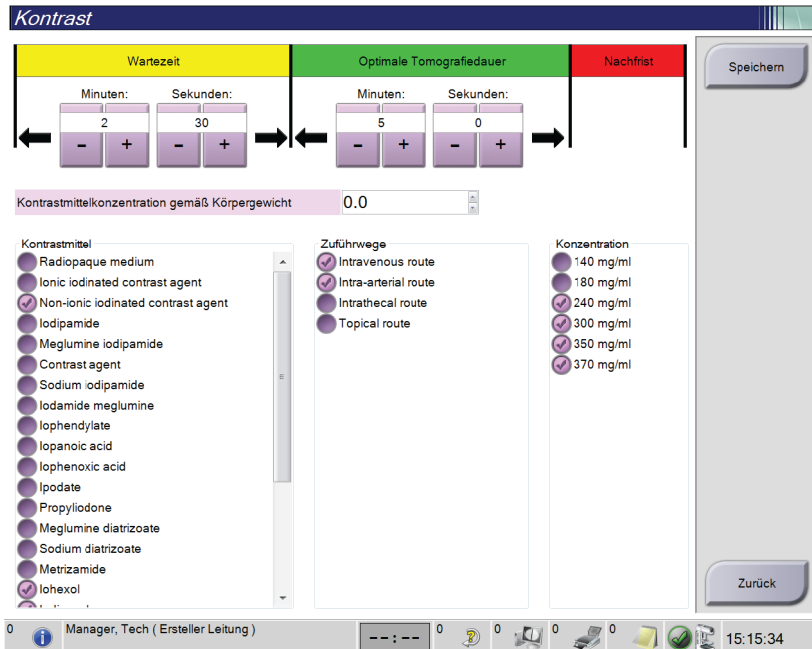 Kontrast
Wartezeit
Optimale Tomografiedauer
Nachfrist
Speichern
Minuten:
Sekunden:
Minuten:
Sekunden:
2
30
5
0
- + - + - + - +
Kontrastmittelkonzentration gemäß Körpergewicht
0.0
Kontrastmittel
Radiopaque medium
Ionic iodinated contrast agent
Non-ionic iodinated contrast agent
Iodipamide
Meglumine iodipamide
Contrast agent
Sodium iodipamide
Iodamide meglumine
Iophendylate
Iopanoic acid
Iophenoxic acid
Ipodate
Propyliodone
Meglumine diatrizoate
Sodium diatrizoate
Metrizamide
Iohexol
Zuführwege
Intravenous route
Intra-arterial route
Intrathecal route
Topical route
Konzentration
140 mg/ml
180 mg/ml
240 mg/ml
300 mg/ml
350 mg/ml
370 mg/ml
Zurück
0
Manager, Tech ( Ersteller Leitung )
--:--
0
0
0
0
15:15:34